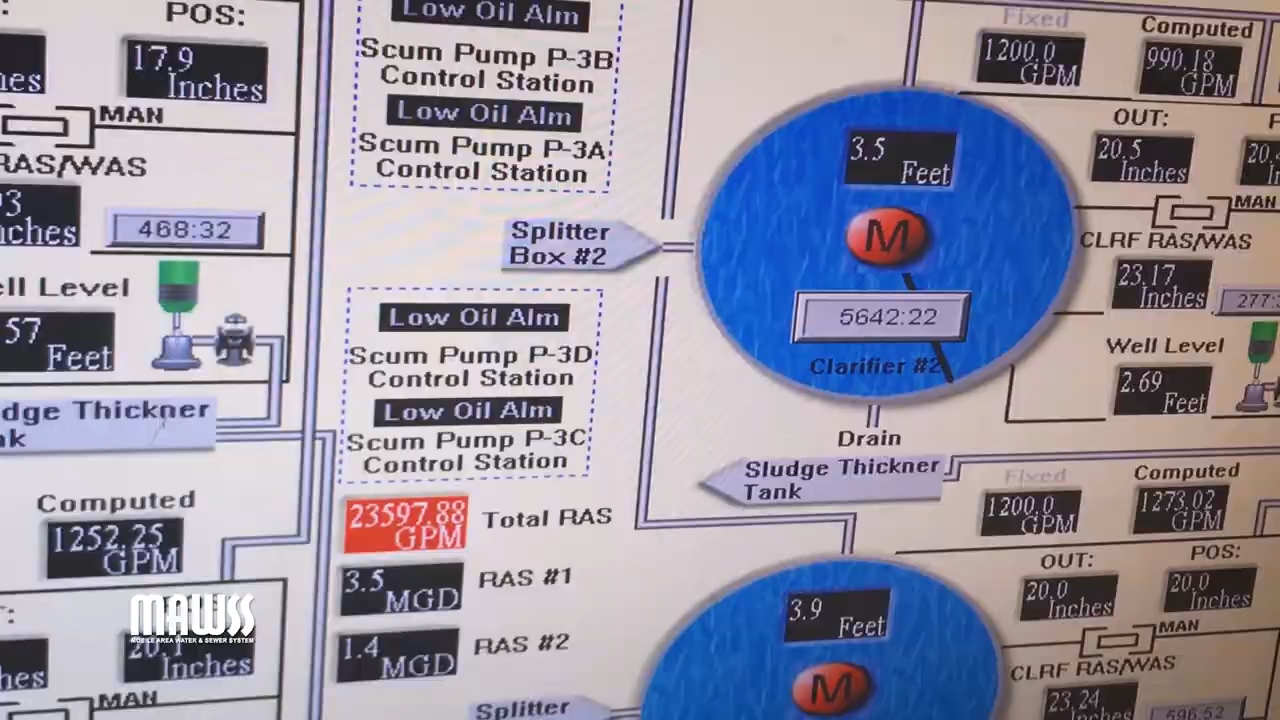 POS:
17.9
Inches
MAN
RAS/WAS
468:32
Well Level
57
Feet
Computed
1252.25
GPM
20.1
Inches
MAN
MAWSS
MOBILE AREA WATER & SEWER SYSTEM
Low Oil Alm
Scum Pump P-3B
Control Station
Low Oil Alm
Scum Pump P-3A
Control Station
Splitter
Box #2
Low Oil Alm
Scum Pump P-3D
Control Station
Low Oil Alm
Scum Pump P-3C
Control Station
23597.88
GPM
Total RAS
3.5
MGD
RAS #1
1.4
MGD
RAS #2
Splitter
3.5
Feet
M
5642:22
Clarifier #2
Drain
Sludge Thickner
Tank
3.9
Feet
M
Fixed
1200.0
GPM
Computed
990.18
GPM
OUT:
20.5
Inches
MAN
CLRF RAS/WAS
23.17
Inches
Well Level
2.69
Feet
Fixed
1200.0
GPM
Computed
1273.02
GPM
OUT:
POS:
20.0
Inches
20.0
Inches
MAN
CLRF RAS/WAS
23.24
Inches
596:52